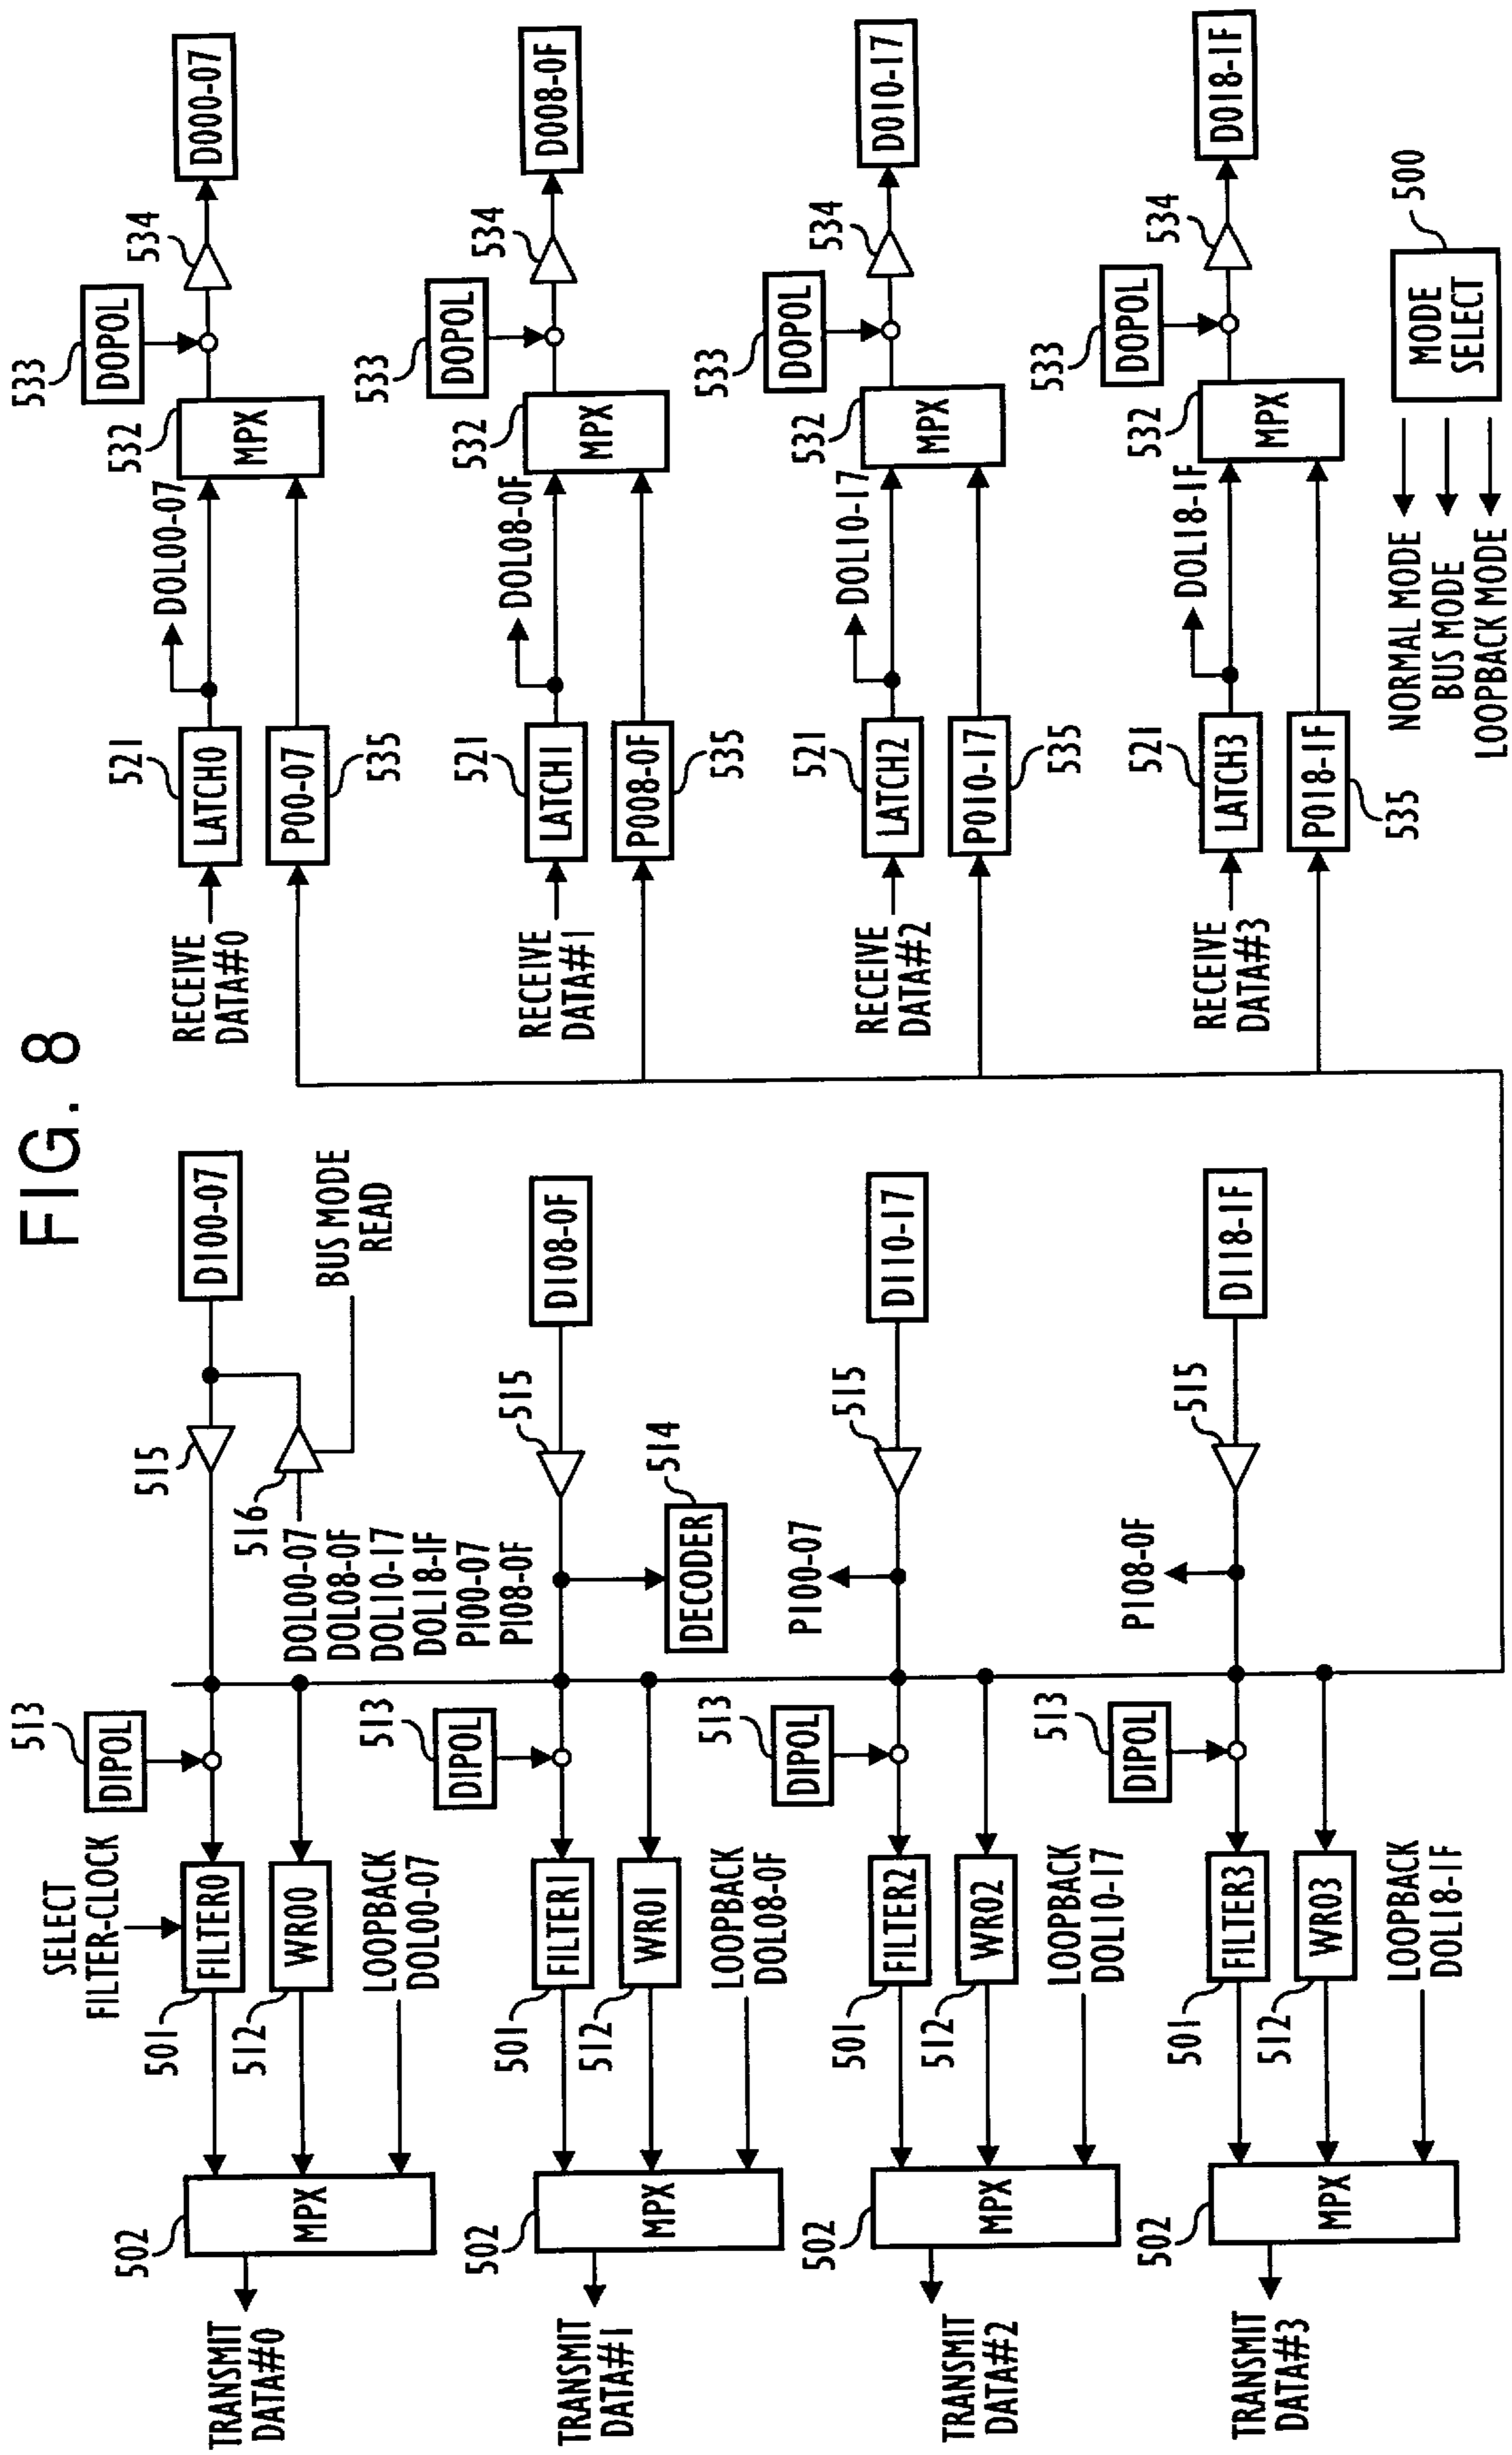 FIG. 8
TRANSMIT
DATA#0
502
MPX
501
SELECT
FILTER-CLOCK
FILTER0
512
WR00
LOOPBACK
DOL00-07
513
DIPOL
515
516
DOL00-07
DOL08-0F
DOL10-17
DOL18-1F
PI00-07
PI08-0F
DI00-07
BUS MODE
READ
TRANSMIT
DATA#1
502
MPX
501
FILTER1
512
WR01
LOOPBACK
DOL08-0F
513
DIPOL
515
514
DECODER
DI08-0F
TRANSMIT
DATA#2
502
MPX
501
FILTER2
512
WR02
LOOPBACK
DOL10-17
513
DIPOL
PI00-07
515
DI10-17
TRANSMIT
DATA#3
502
MPX
501
FILTER3
512
WR03
LOOPBACK
DOL18-1F
513
DIPOL
PI08-0F
515
DI18-1F
RECEIVE
DATA#0
521
LATCH0
P00-07
535
DOL00-07
532
MPX
533
DOPOL
534
DO00-07
RECEIVE
DATA#1
521
LATCH1
PO08-0F
535
DOL08-0F
532
MPX
533
DOPOL
534
DO08-0F
RECEIVE
DATA#2
521
LATCH2
PO10-17
535
DOL10-17
532
MPX
533
DOPOL
534
DO10-17
RECEIVE
DATA#3
521
LATCH3
PO18-1F
535
DOL18-1F
532
MPX
533
DOPOL
534
DO18-1F
NORMAL MODE
BUS MODE
LOOPBACK MODE
MODE
SELECT
500